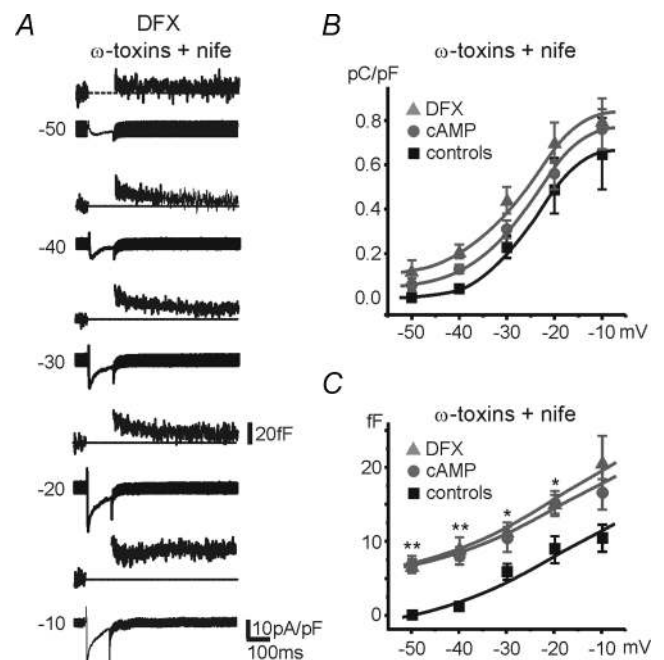 A
DFX
ω-toxins + nife
-50
-40
-30
20fF
-20
-10
10pA/pF
100ms
B
ω-toxins + nife
pC/pF
DFX
cAMP
controls
0.8
0.6
0.4
0.2
0.0
-50 -40 -30 -20 -10 mV
C
ω-toxins + nife
fF
DFX
cAMP
controls
20
10
0
** ** * *
-50 -40 -30 -20 -10 mV